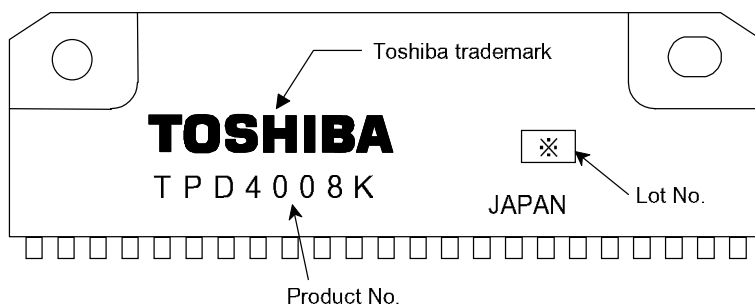 Toshiba trademark
TOSHIBA
※
TPD4008K
Lot No.
JAPAN
Product No.